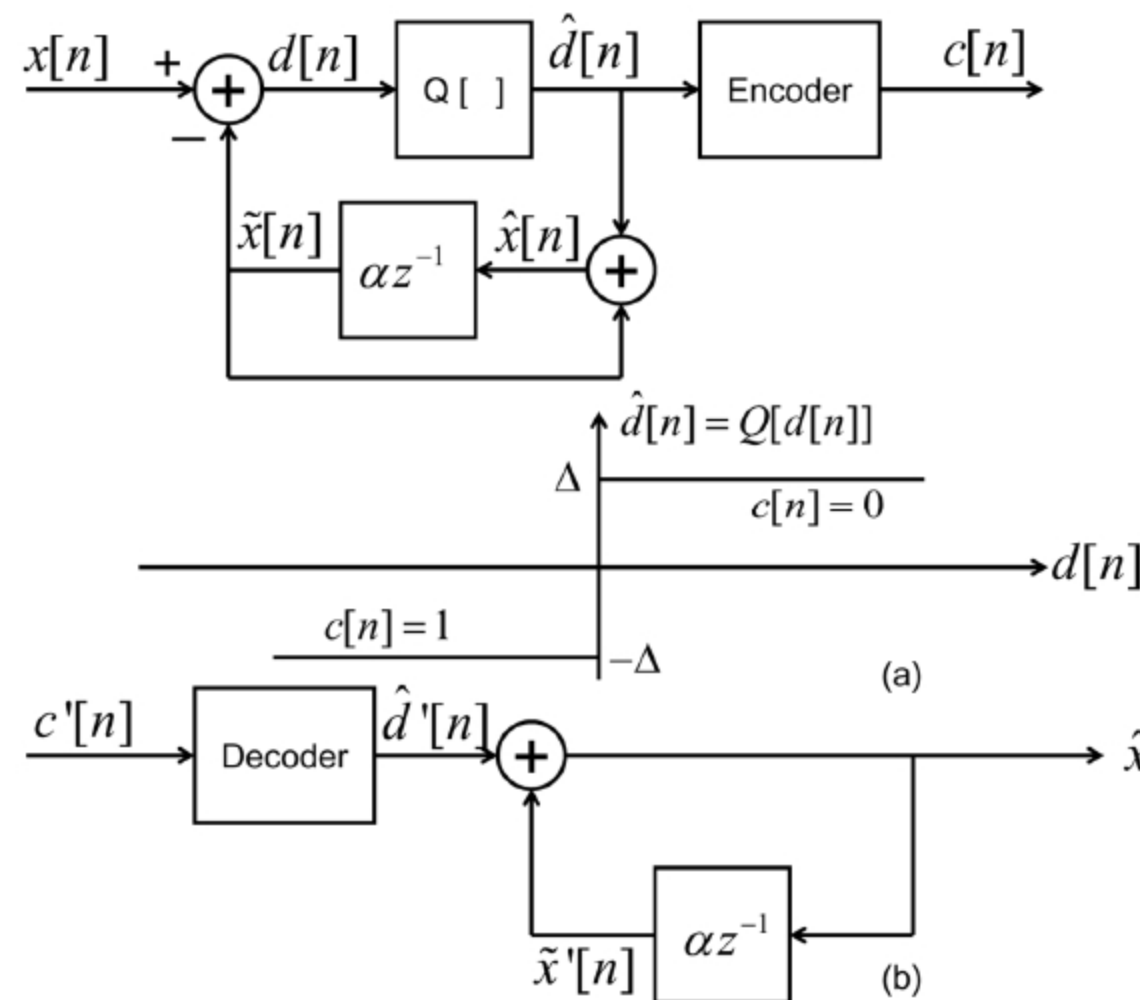 x[n] + d[n] Q [ ] d̂[n] Encoder c[n]
−
x̃[n] αz⁻¹ x̂[n]
d̂[n] = Q[d[n]]
Δ
c[n] = 0
d[n]
c[n] = 1
−Δ
(a)
c'[n] Decoder d̂'[n] + x̂
x̃'[n] αz⁻¹
(b)